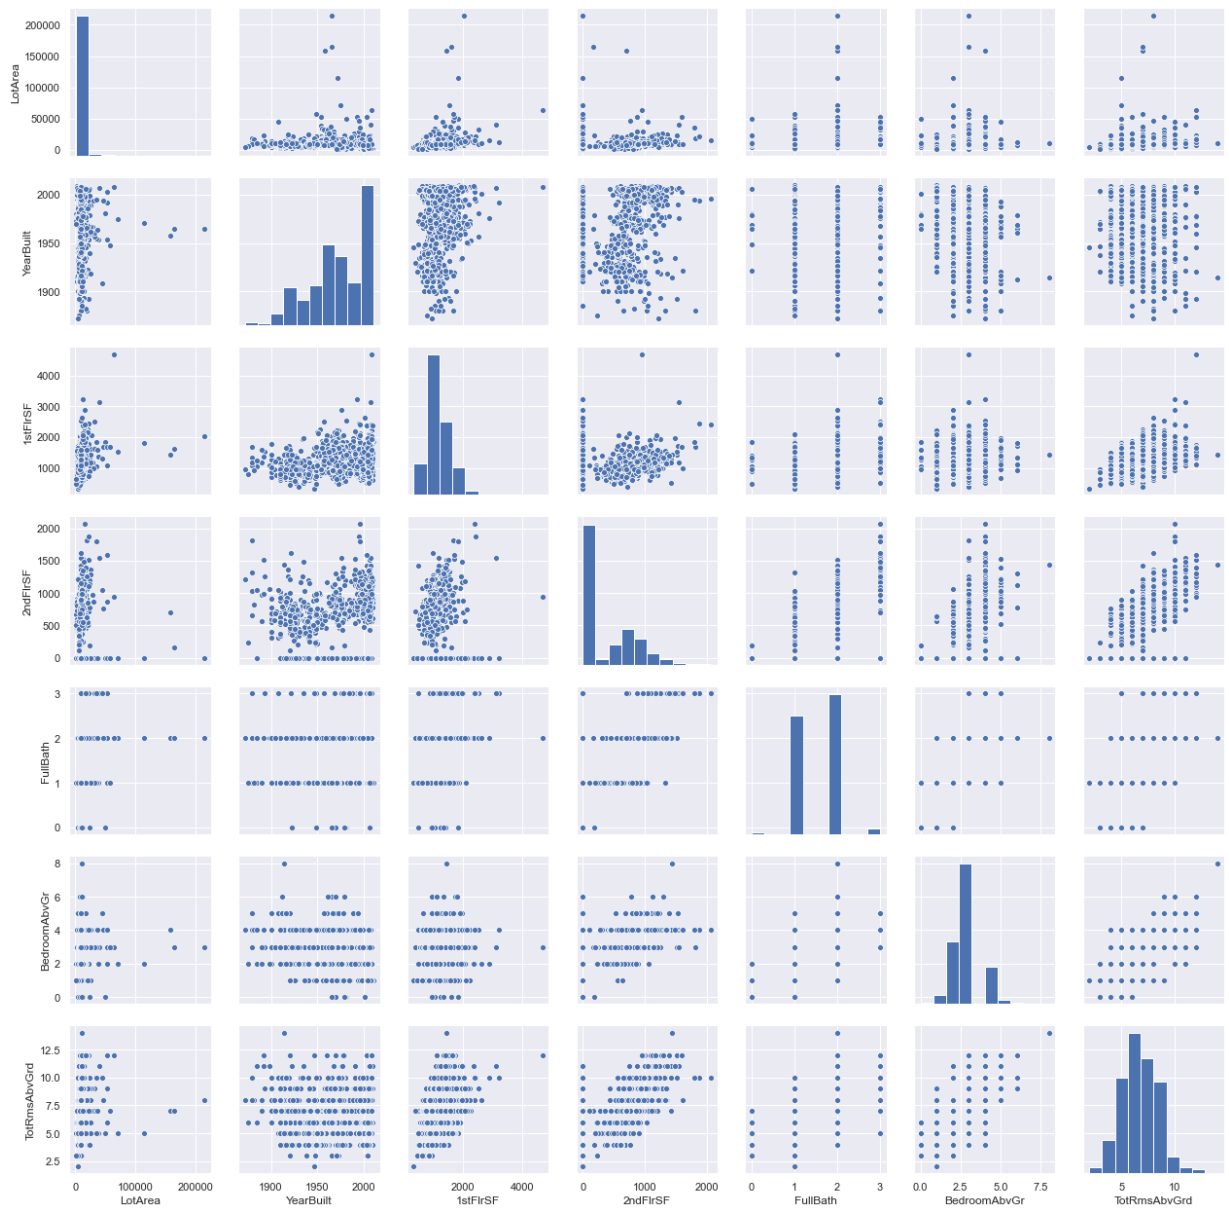 200000
150000
100000
50000
0
LotArea
2000
1950
1900
YearBuilt
4000
3000
2000
1000
1stFlrSF
2000
1500
1000
500
0
2ndFlrSF
3
2
1
0
FullBath
8
6
4
2
0
BedroomAbvGr
12.5
10.0
7.5
5.0
2.5
TotRmsAbvGrd
0 100000 200000
LotArea
1900 1950 2000
YearBuilt
2000 4000
1stFlrSF
0 1000 2000
2ndFlrSF
0 1 2 3
FullBath
0.0 2.5 5.0 7.5
BedroomAbvGr
5 10
TotRmsAbvGrd